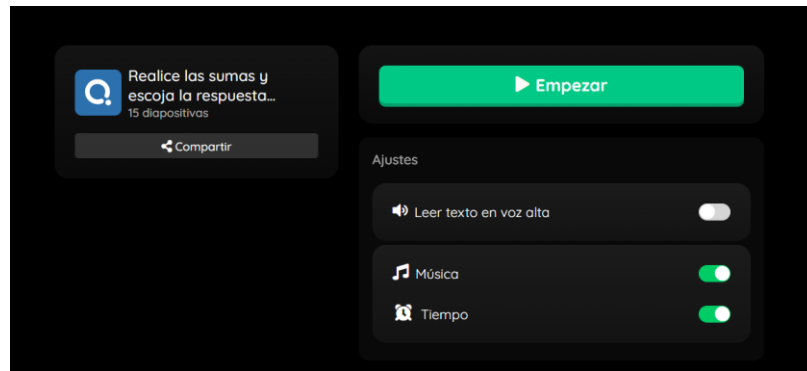 Realice las sumas y
escoja la respuesta...
15 diapositivas
Compartir
Empezar
Ajustes
Leer texto en voz alta
Música
Tiempo